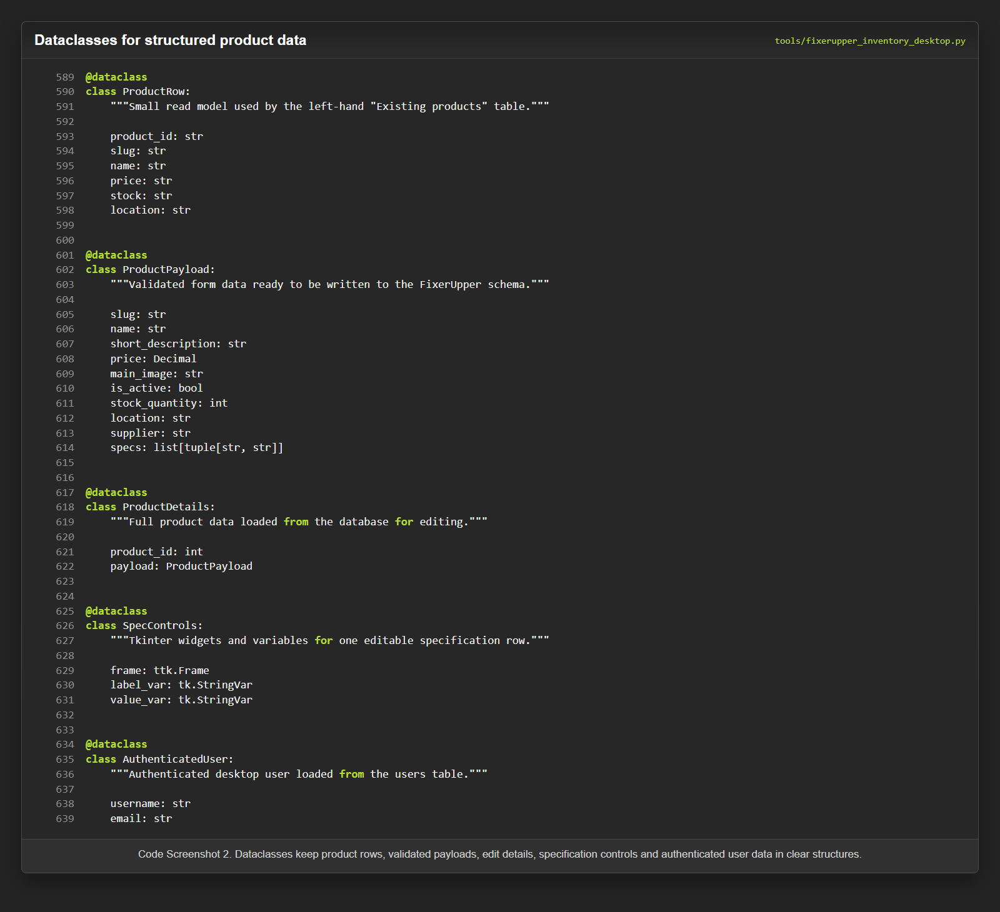 Dataclasses for structured product data
tools/fixerupper_inventory_desktop.py
589 @dataclass
590 class ProductRow:
591     """Small read model used by the left-hand "Existing products" table."""
592
593     product_id: str
594     slug: str
595     name: str
596     price: str
597     stock: str
598     location: str
599
600
601 @dataclass
602 class ProductPayload:
603     """Validated form data ready to be written to the FixerUpper schema."""
604
605     slug: str
606     name: str
607     short_description: str
608     price: Decimal
609     main_image: str
610     is_active: bool
611     stock_quantity: int
612     location: str
613     supplier: str
614     specs: list[tuple[str, str]]
615
616
617 @dataclass
618 class ProductDetails:
619     """Full product data loaded from the database for editing."""
620
621     product_id: int
622     payload: ProductPayload
623
624
625 @dataclass
626 class SpecControls:
627     """Tkinter widgets and variables for one editable specification row."""
628
629     frame: ttk.Frame
630     label_var: tk.StringVar
631     value_var: tk.StringVar
632
633
634 @dataclass
635 class AuthenticatedUser:
636     """Authenticated desktop user loaded from the users table."""
637
638     username: str
639     email: str
Code Screenshot 2. Dataclasses keep product rows, validated payloads, edit details, specification controls and authenticated user data in clear structures.